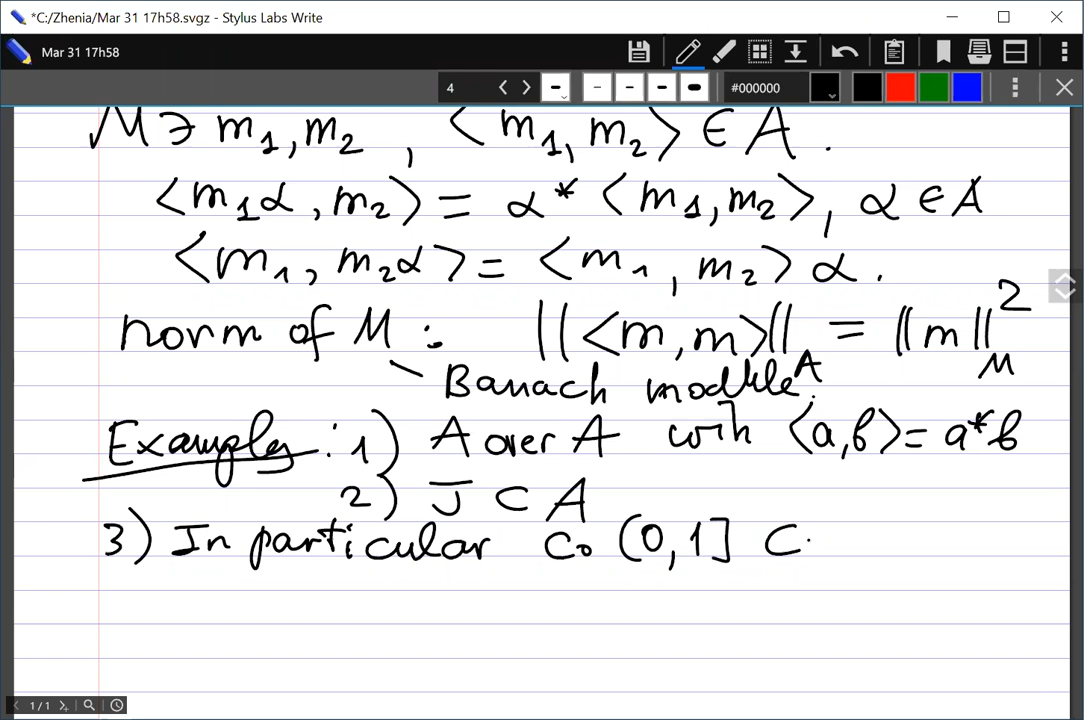 *C:/Zhenia/Mar 31 17h58.svgz - Stylus Labs Write
Mar 31 17h58
4 #000000
M ∋ m₁, m₂ , <m₁, m₂> ∈ A.
<m₁α, m₂> = α* <m₁, m₂>, α ∈ A
<m₁, m₂α> = <m₁, m₂> α.
norm of M : ||<m, m>||_A = ||m||²_M
Banach module.
Examples: 1) A over A with <a, b> = a*b
2) J ⊂ A
3) In particular C₀ (0, 1] ⊂
1/1